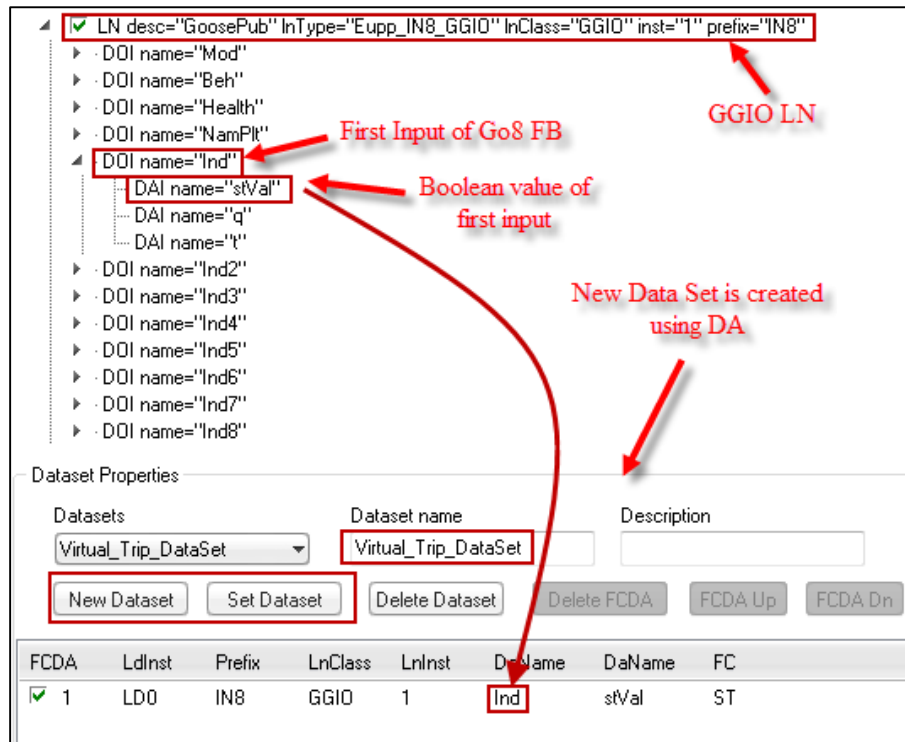 LN desc="GoosePub" lnType="Eupp_IN8_GGIO" lnClass="GGIO" inst="1" prefix="IN8"
DOI name="Mod"
DOI name="Beh"
DOI name="Health"
DOI name="NamPlt"
DOI name="Ind"
DAI name="stVal"
DAI name="q"
DAI name="t"
DOI name="Ind2"
DOI name="Ind3"
DOI name="Ind4"
DOI name="Ind5"
DOI name="Ind6"
DOI name="Ind7"
DOI name="Ind8"
GGIO LN
First Input of Go8 FB
Boolean value of
first input
New Data Set is created
using DA
Dataset Properties
Datasets Dataset name Description
Virtual_Trip_DataSet Virtual_Trip_DataSet
New Dataset Set Dataset Delete Dataset Delete FCDA FCDA Up FCDA Dn
FCDA LdInst Prefix LnClass LnInst DoName DaName FC
1 LD0 IN8 GGIO 1 Ind stVal ST